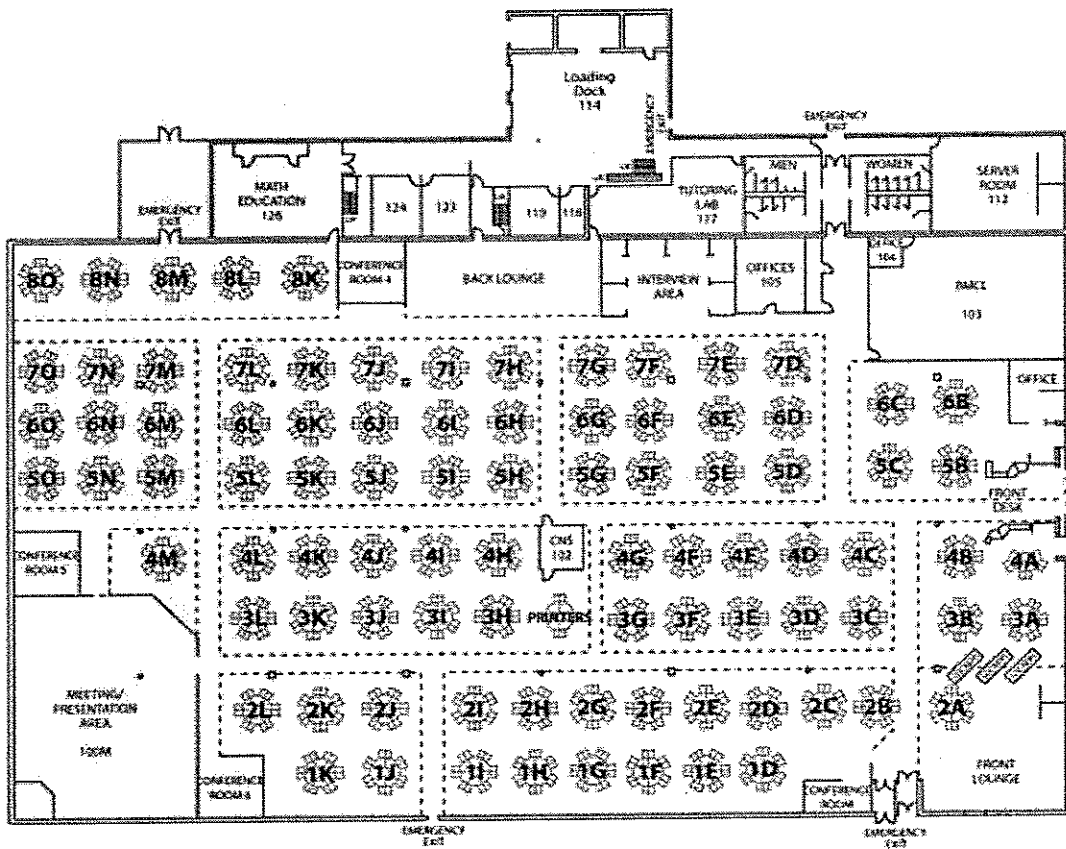 Loading
Dock
114
EMERGENCY
EXIT
EMERGENCY
EXIT
MATH
EDUCATION
126
EMERGENCY
EXIT
124
123
119
118
TUTORING
LAB
117
MEN
WOMEN
SERVER
ROOM
112
8O 8N 8M 8L 8K
CONFERENCE
ROOM 4
BACK LOUNGE
INTERVIEW
AREA
OFFICES
105
OFFICE
104
103
7O 7N 7M 7L 7K 7J 7I 7H 7G 7F 7E 7D
OFFICE
6O 6N 6M 6L 6K 6J 6I 6H 6G 6F 6E 6D 6C 6B
5O 5N 5M 5L 5K 5J 5I 5H 5G 5F 5E 5D 5C 5B
FRONT
DESK
CONFERENCE
ROOM 5
4M 4L 4K 4J 4I 4H
CNS
102
4G 4F 4E 4D 4C 4B 4A
3L 3K 3J 3I 3H PRINTERS 3G 3F 3E 3D 3C 3B 3A
MEETING/
PRESENTATION
AREA
100M
2L 2K 2J 2I 2H 2G 2F 2E 2D 2C 2B 2A
CONFERENCE
ROOM 6
1K 1J 1I 1H 1G 1F 1E 1D
CONFERENCE
ROOM
FRONT
LOUNGE
EMERGENCY
EXIT
EMERGENCY
EXIT